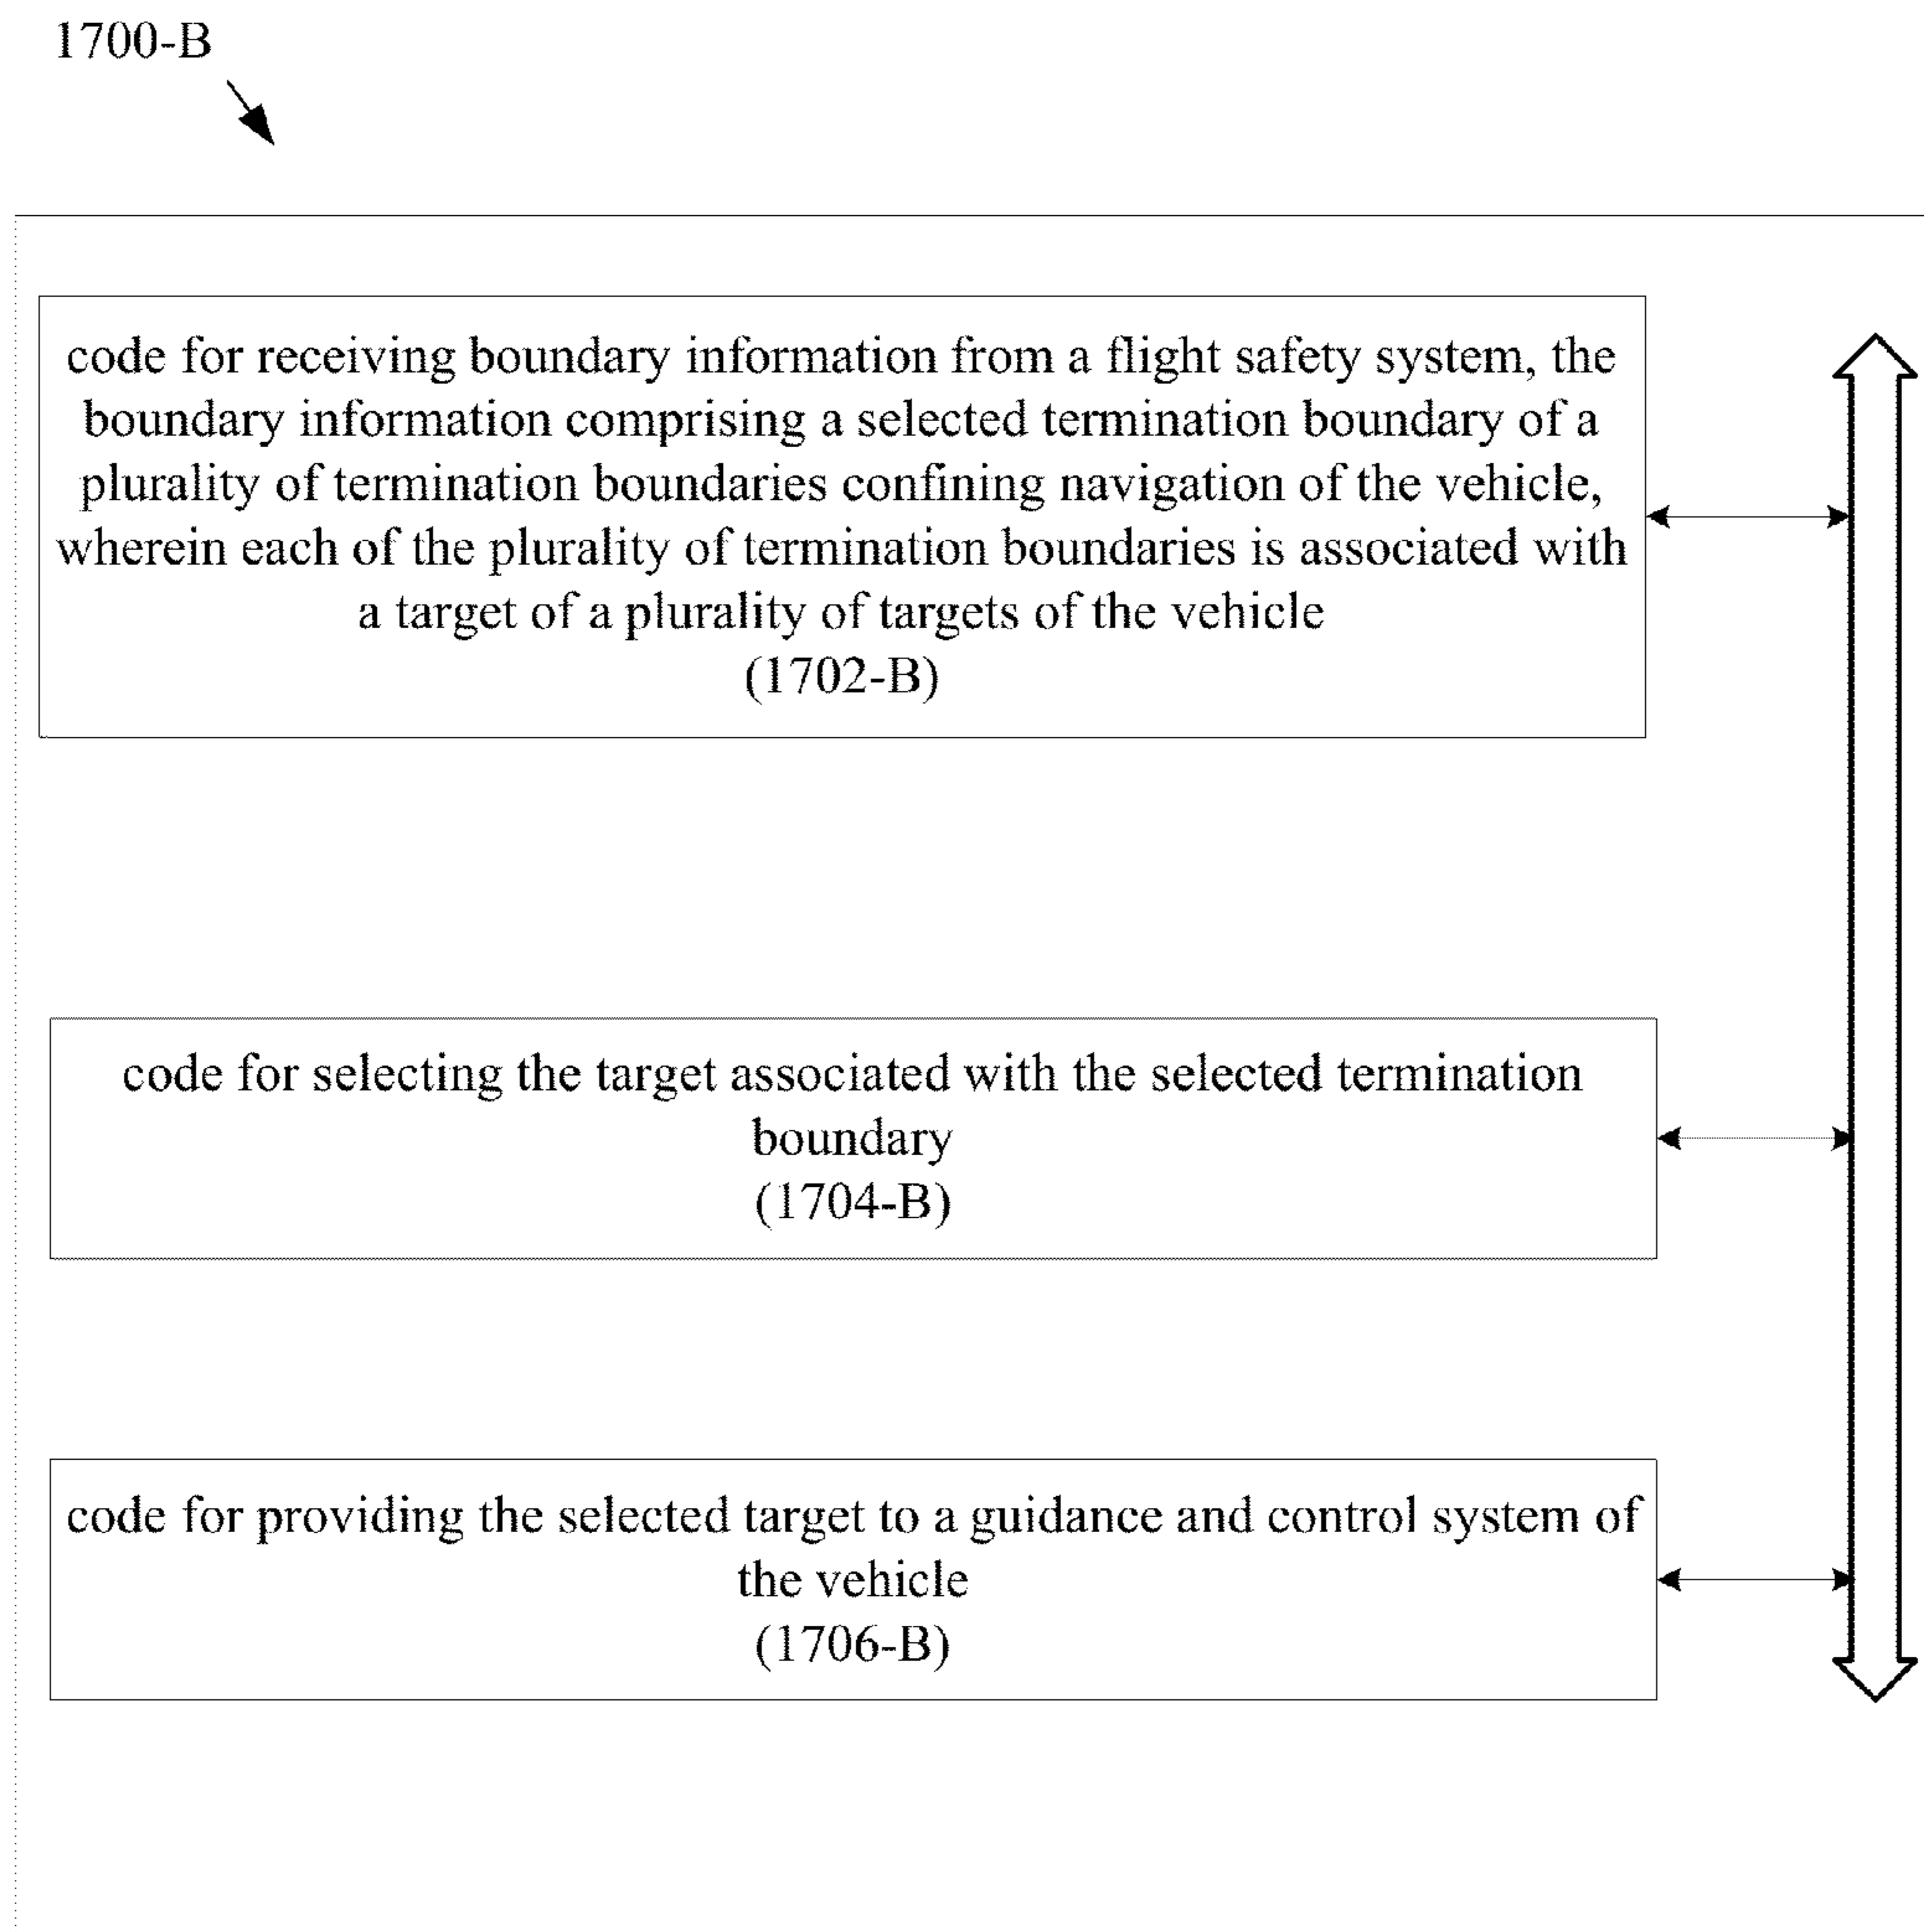 1700-B
code for receiving boundary information from a flight safety system, the
boundary information comprising a selected termination boundary of a
plurality of termination boundaries confining navigation of the vehicle,
wherein each of the plurality of termination boundaries is associated with
a target of a plurality of targets of the vehicle
(1702-B)
code for selecting the target associated with the selected termination
boundary
(1704-B)
code for providing the selected target to a guidance and control system of
the vehicle
(1706-B)